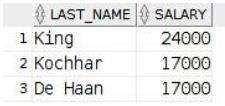 LAST_NAME SALARY
1 King 24000
2 Kochhar 17000
3 De Haan 17000